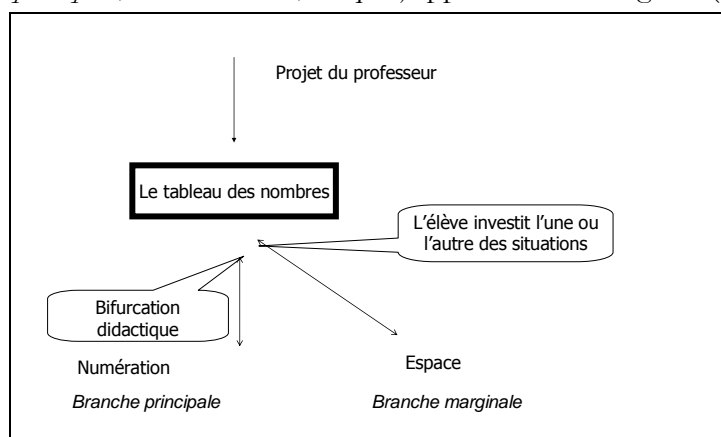 Projet du professeur
Le tableau des nombres
L'élève investit l'une ou
l'autre des situations
Bifurcation
didactique
Numération
Espace
Branche principale
Branche marginale